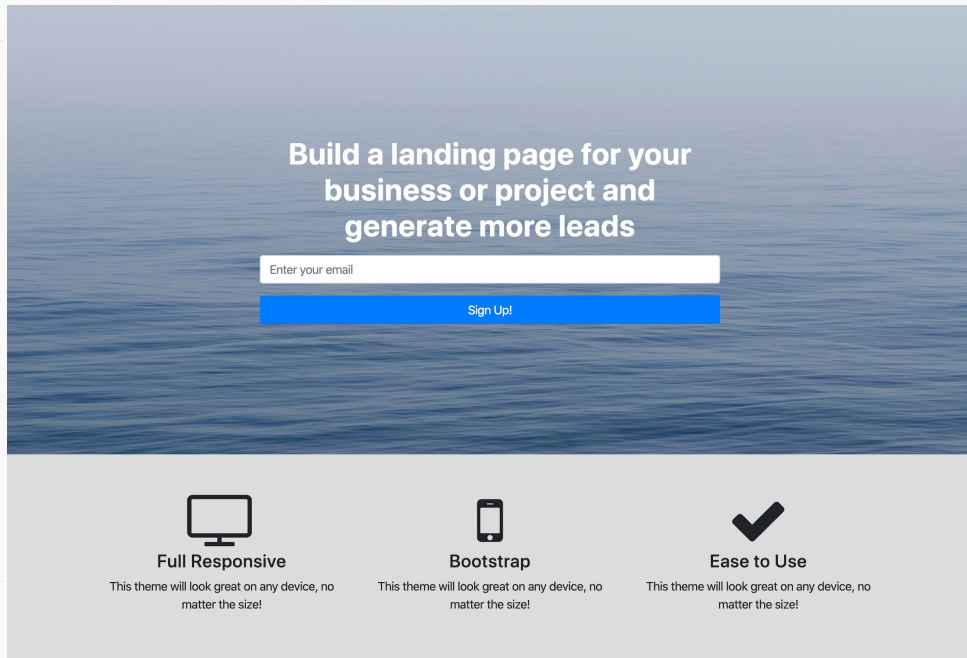 Build a landing page for your
business or project and
generate more leads
Enter your email
Sign Up!
Full Responsive
This theme will look great on any device, no
matter the size!
Bootstrap
This theme will look great on any device, no
matter the size!
Ease to Use
This theme will look great on any device, no
matter the size!